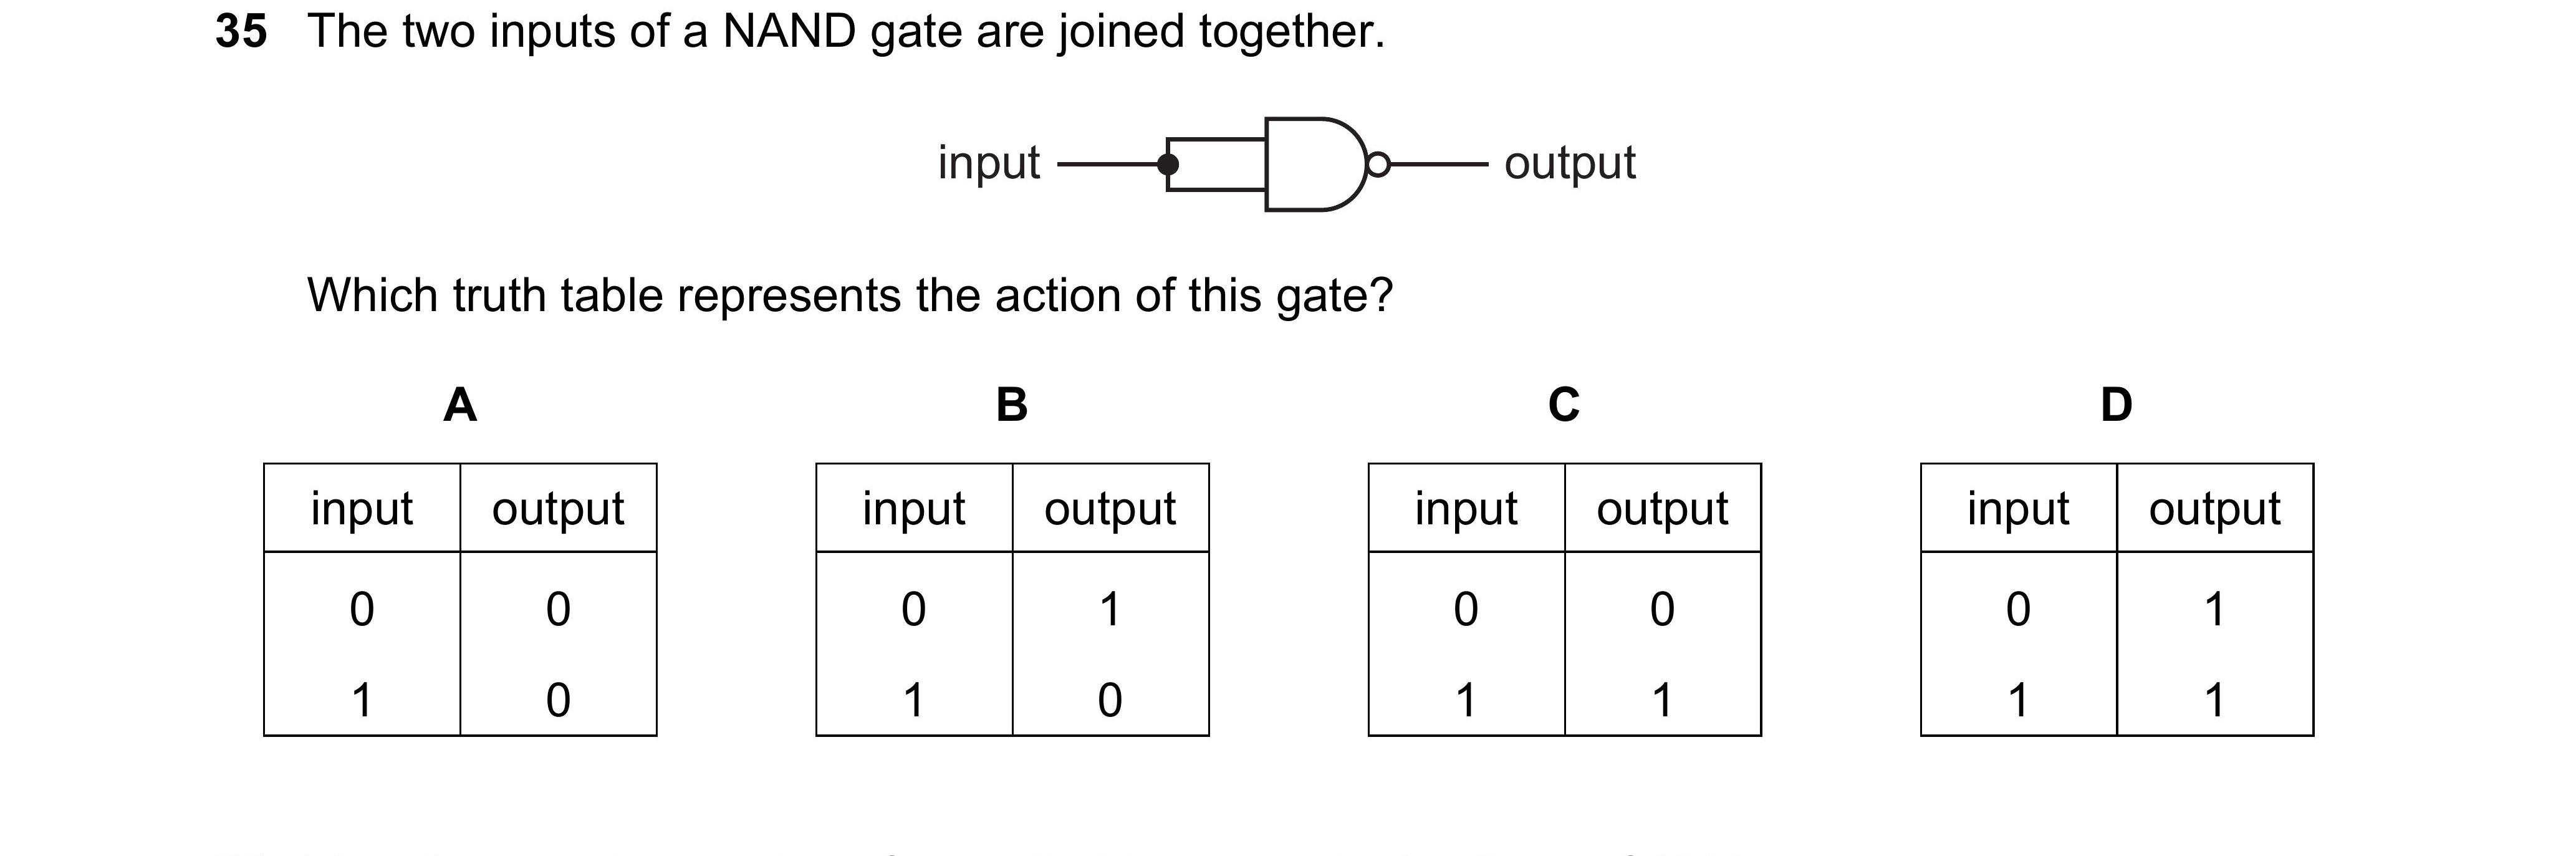 35 The two inputs of a NAND gate are joined together.
input output
Which truth table represents the action of this gate?
A B C D
input output input output input output input output
0 0 0 1 0 0 0 1
1 0 1 0 1 1 1 1